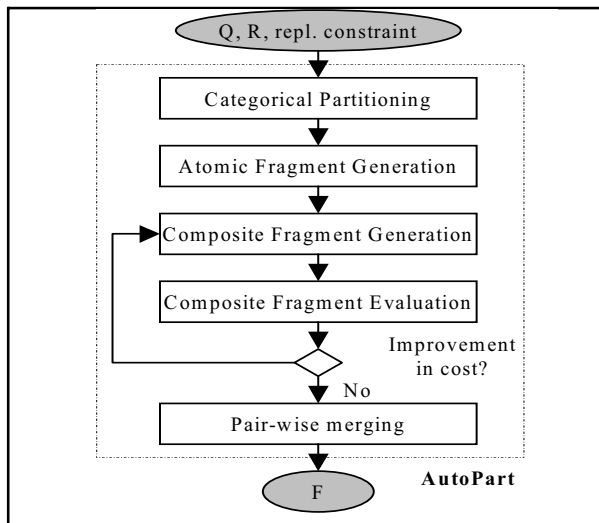 Q, R, repl. constraint
Categorical Partitioning
Atomic Fragment Generation
Composite Fragment Generation
Composite Fragment Evaluation
Improvement
in cost?
No
Pair-wise merging
AutoPart
F